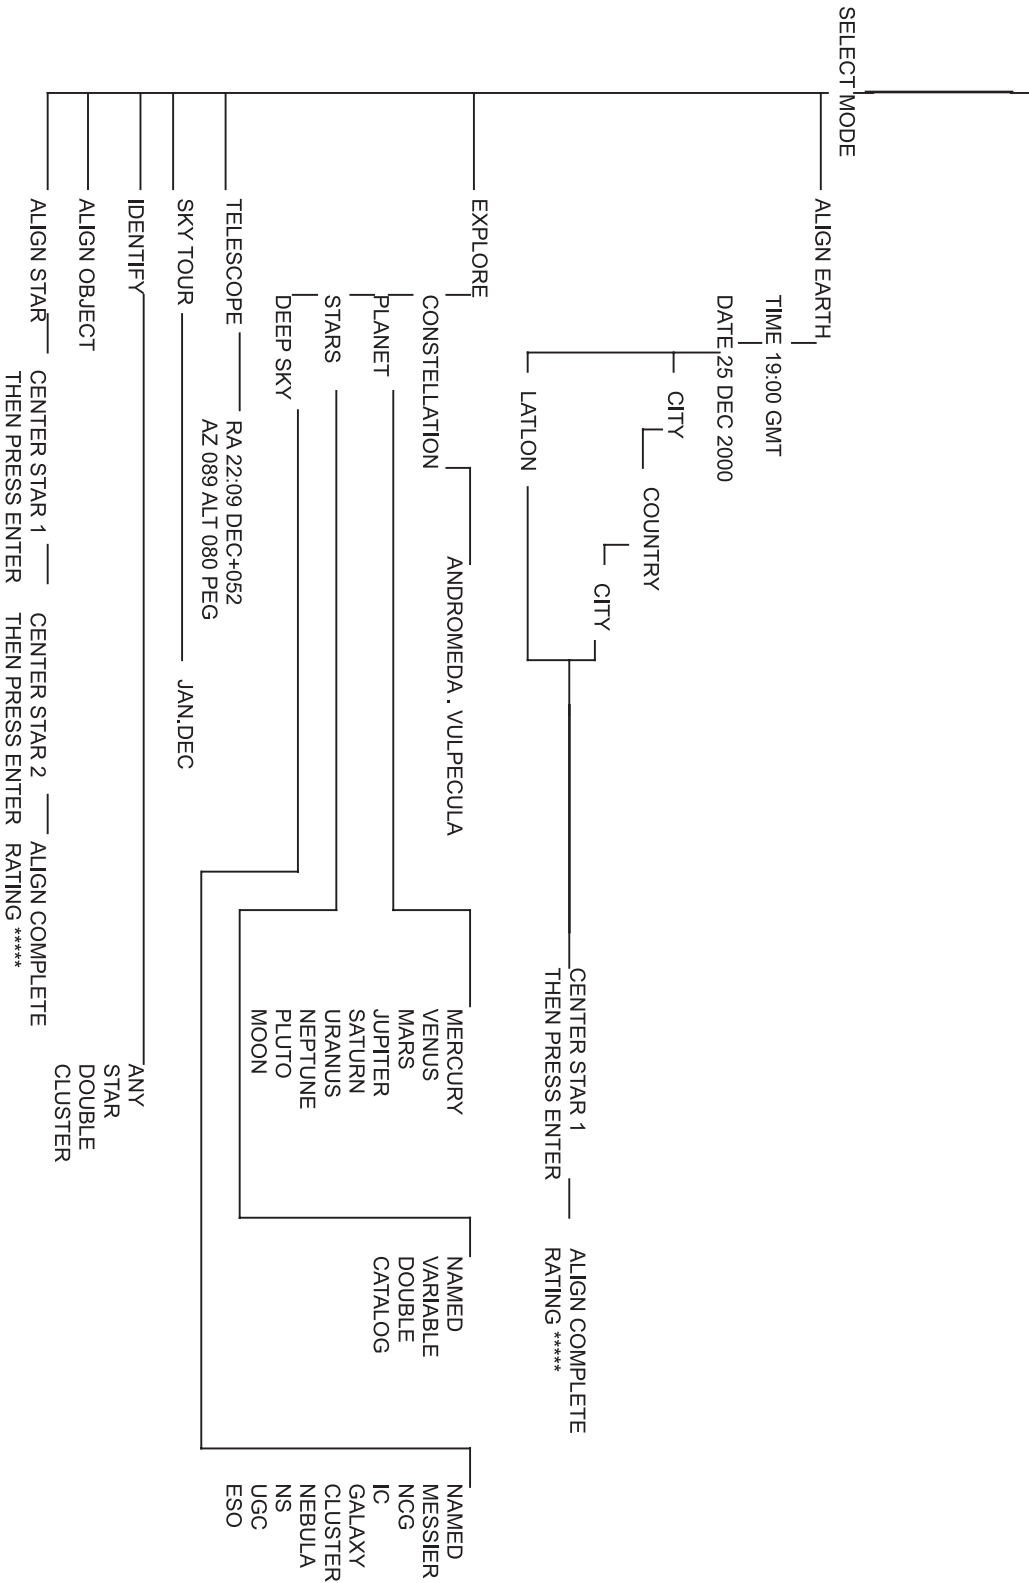 SELECT MODE
ALIGN EARTH
TIME 19:00 GMT
DATE 25 DEC 2000
CITY
COUNTRY
CITY
LATLON
CENTER STAR 1
THEN PRESS ENTER
ALIGN COMPLETE
RATING *****
EXPLORE
CONSTELLATION
ANDROMEDA . VULPECULA
PLANET
MERCURY
VENUS
MARS
JUPITER
SATURN
URANUS
NEPTUNE
PLUTO
MOON
STARS
NAMED
VARIABLE
DOUBLE
CATALOG
DEEP SKY
NAMED
MESSIER
NCG
IC
GALAXY
CLUSTER
NEBULA
NS
UGC
ESO
TELESCOPE
RA 22:09 DEC+052
AZ 089 ALT 080 PEG
SKY TOUR
JAN.DEC
IDENTIFY
ANY
STAR
DOUBLE
CLUSTER
ALIGN OBJECT
ALIGN STAR
CENTER STAR 1
THEN PRESS ENTER
CENTER STAR 2
THEN PRESS ENTER
ALIGN COMPLETE
RATING *****